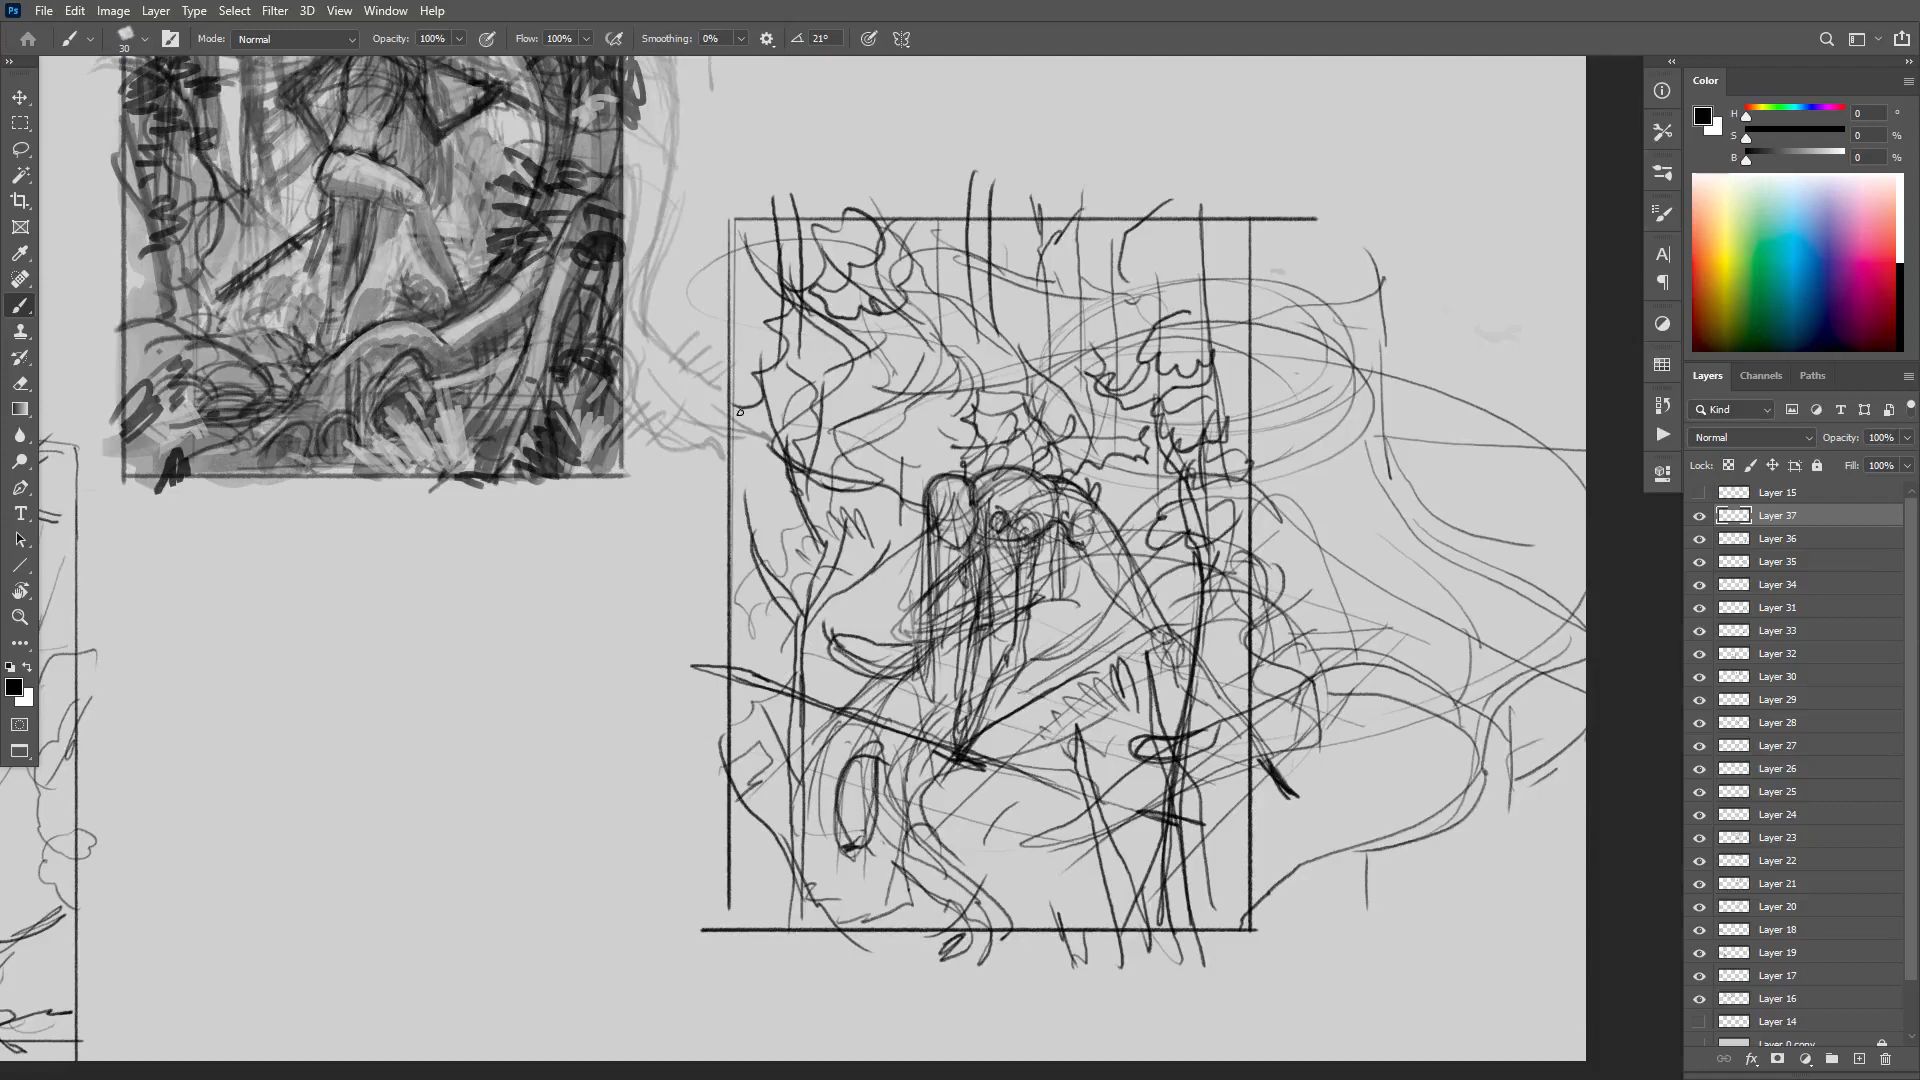 Ps File Edit Image Layer Type Select Filter 3D View Window Help
30 Mode: Normal Opacity: 100% Flow: 100% Smoothing: 0% 21°
Color
H 0 °
S 0 %
B 0 %
Layers Channels Paths
Kind
Normal Opacity: 100%
Lock: Fill: 100%
Layer 15
Layer 37
Layer 36
Layer 35
Layer 34
Layer 31
Layer 33
Layer 32
Layer 30
Layer 29
Layer 28
Layer 27
Layer 26
Layer 25
Layer 24
Layer 23
Layer 22
Layer 21
Layer 20
Layer 18
Layer 19
Layer 17
Layer 16
Layer 14
Layer 0 copy